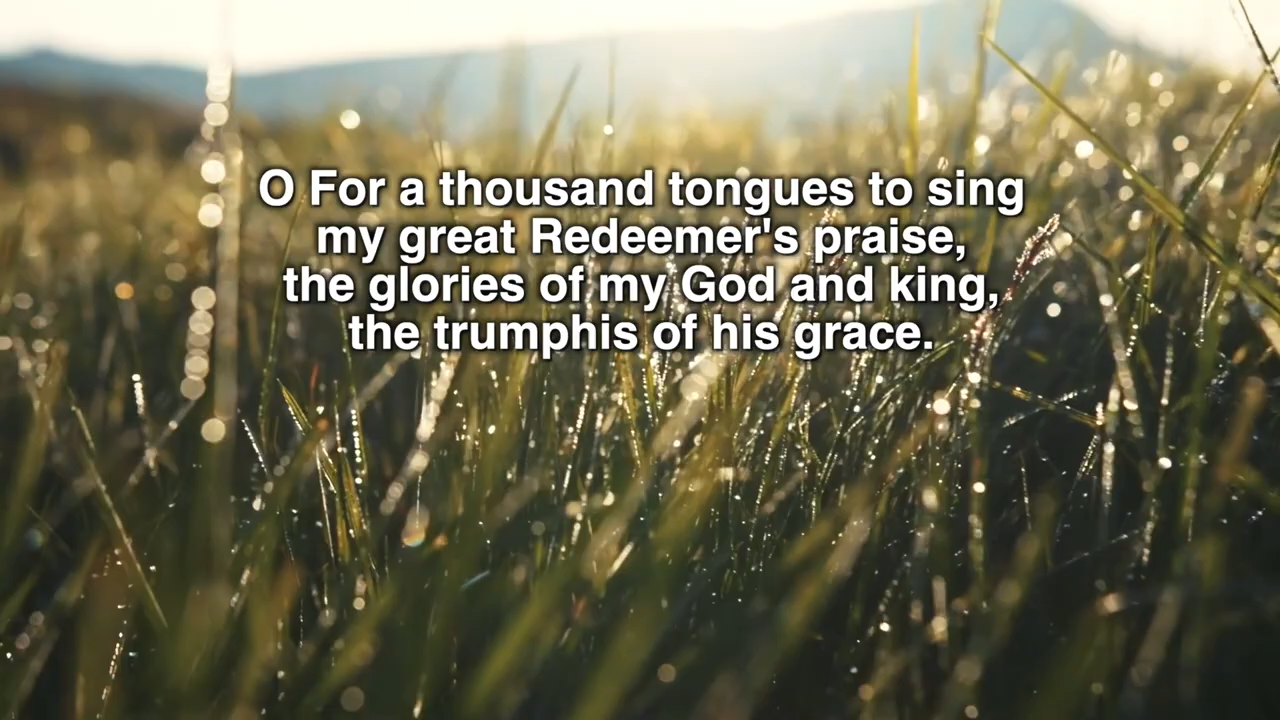 O For a thousand tongues to sing
my great Redeemer's praise,
the glories of my God and king,
the trumphis of his grace.